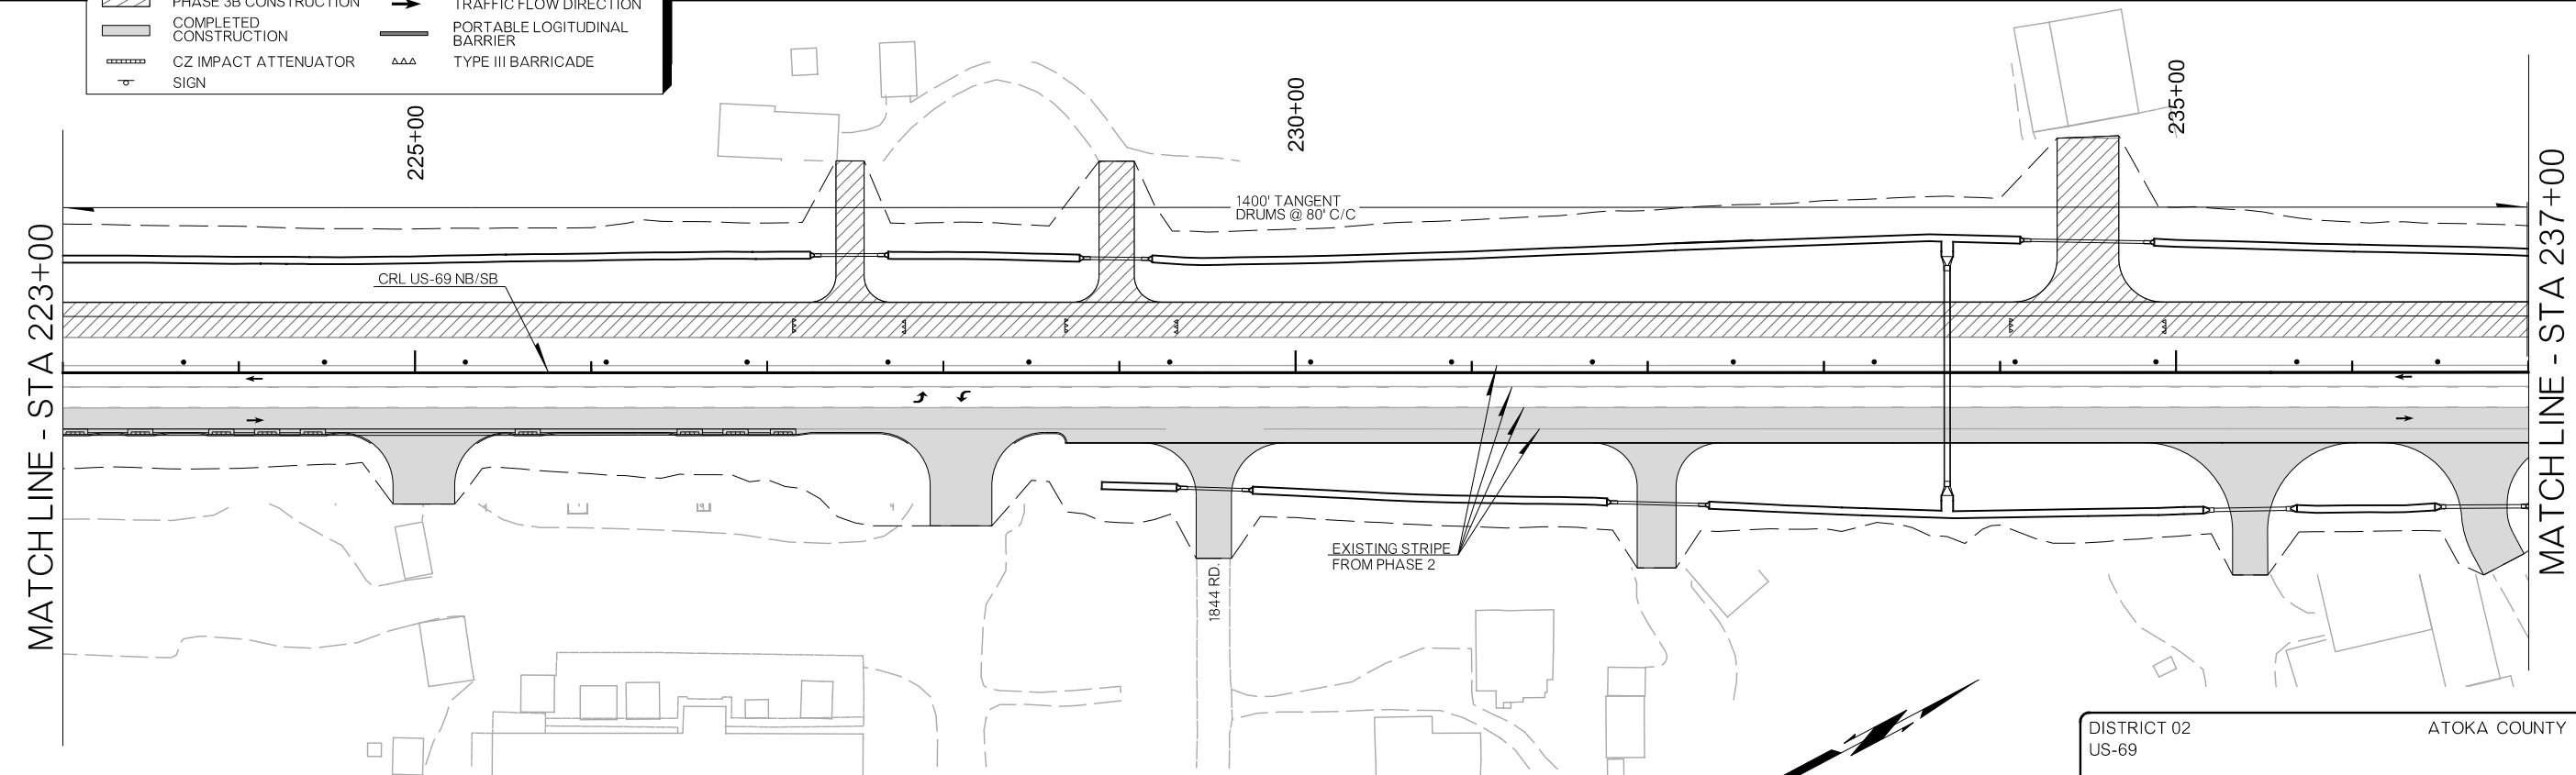 PHASE 3B CONSTRUCTION
TRAFFIC FLOW DIRECTION
COMPLETED
CONSTRUCTION
PORTABLE LOGITUDINAL
BARRIER
CZ IMPACT ATTENUATOR
TYPE III BARRICADE
SIGN
225+00
230+00
235+00
1400' TANGENT
DRUMS @ 80' C/C
CRL US-69 NB/SB
MATCH LINE - STA 223+00
MATCH LINE - STA 237+00
EXISTING STRIPE
FROM PHASE 2
1844 RD.
DISTRICT 02
ATOKA COUNTY
US-69